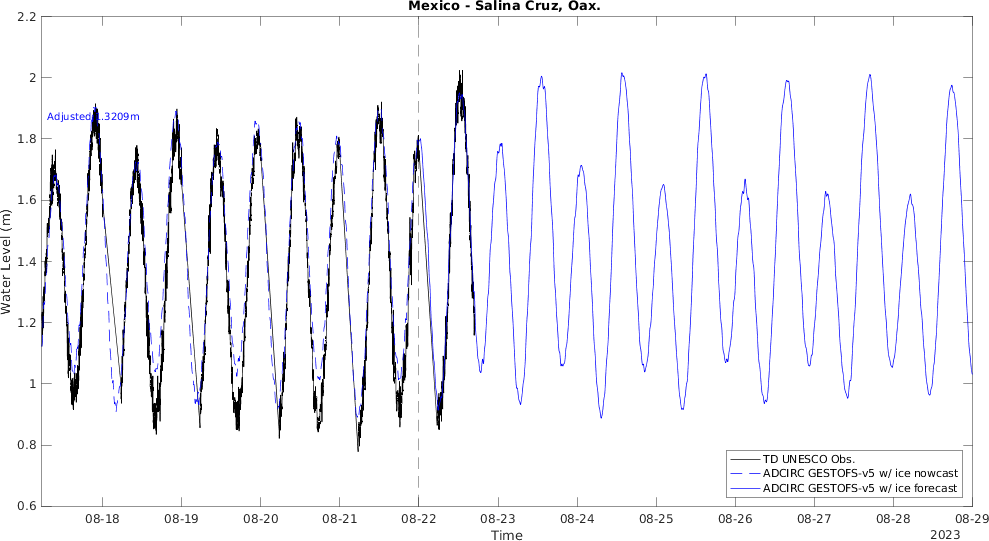 Mexico - Salina Cruz, Oax.
2.2
2
1.8
1.6
1.4
1.2
1
0.8
0.6
Water Level (m)
Adjusted 1.3209m
TD UNESCO Obs.
ADCIRC GESTOFS-v5 w/ ice nowcast
ADCIRC GESTOFS-v5 w/ ice forecast
08-18 08-19 08-20 08-21 08-22 08-23 08-24 08-25 08-26 08-27 08-28 08-29
Time
2023